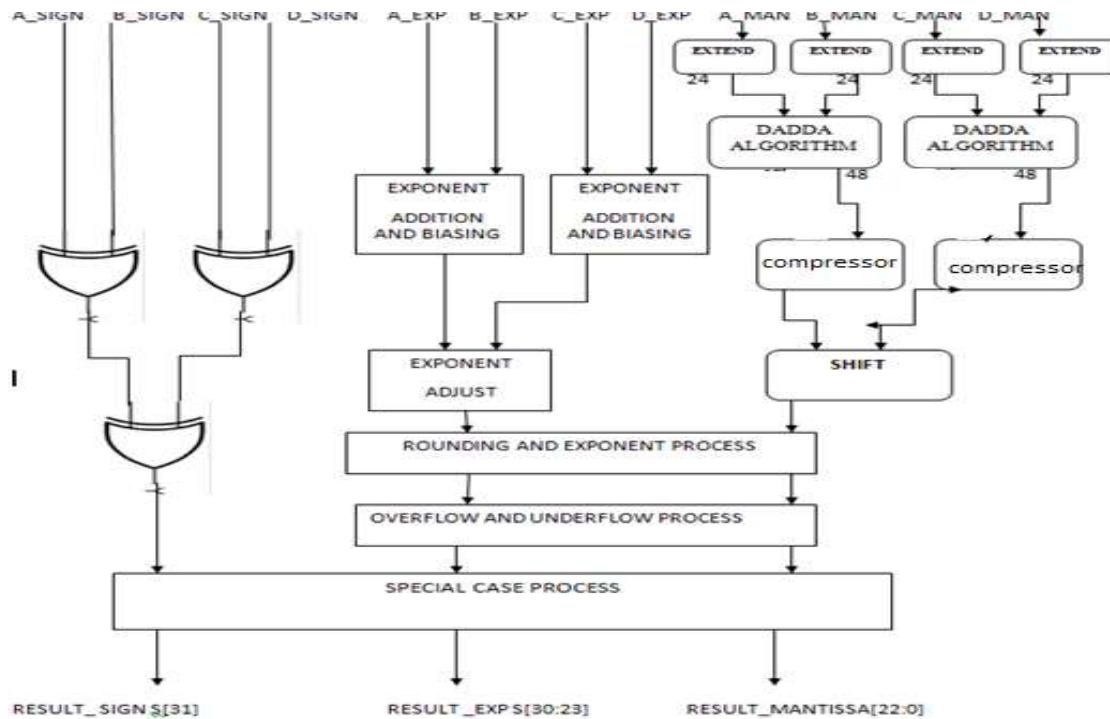 A_SIGN B_SIGN C_SIGN D_SIGN A_EXP B_EXP C_EXP D_EXP A_MAN B_MAN C_MAN D_MAN
EXTEND EXTEND EXTEND EXTEND
24 24 24 24
DADDA ALGORITHM
DADDA ALGORITHM
48 48
EXPONENT
ADDITION
AND BIASING
EXPONENT
ADDITION
AND BIASING
compressor compressor
EXPONENT
ADJUST
SHIFT
ROUNDING AND EXPONENT PROCESS
OVERFLOW AND UNDERFLOW PROCESS
SPECIAL CASE PROCESS
RESULT_SIGN S[31] RESULT_EXP S[30:23] RESULT_MANTISSA[22:0]